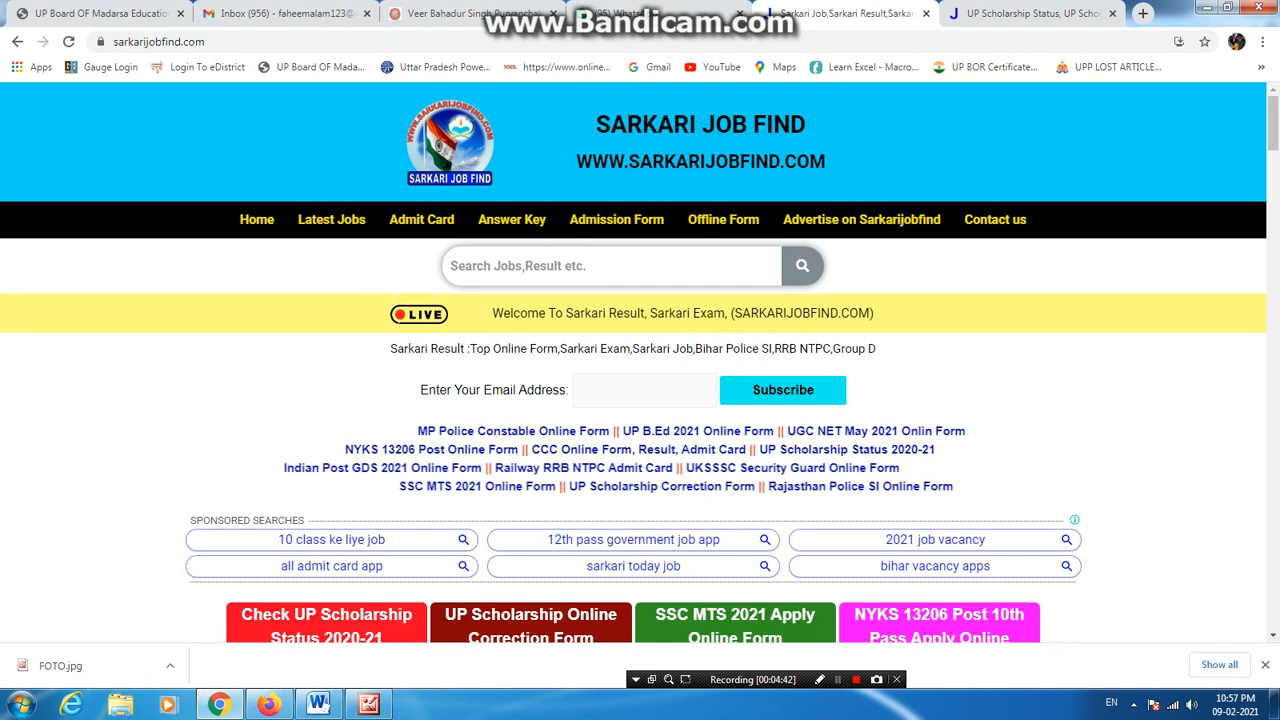 UP Board OF Madarsa Educatio
Inbox (956) - faheemalam123@
Veer Bahadur Singh Purvanchal
Sarkari Job,Sarkari Result,Sarkar
www.Bandicam.com
sarkarijobfind.com
Apps
Gauge Login
Login To eDistrict
UP Board OF Mada...
Uttar Pradesh Powe...
NSDL
https://www.online...
Gmail
YouTube
Maps
Learn Excel - Macro...
UP BOR Certificate...
UPP LOST ARTICLE...
»
WWW.SARKARIJOBFIND.COM
SARKARI JOB FIND
SARKARI JOB FIND
WWW.SARKARIJOBFIND.COM
Home Latest Jobs Admit Card Answer Key Admission Form Offline Form Advertise on Sarkarijobfind Contact us
Search Jobs,Result etc.
LIVE
Welcome To Sarkari Result, Sarkari Exam, (SARKARIJOBFIND.COM)
Sarkari Result :Top Online Form,Sarkari Exam,Sarkari Job,Bihar Police SI,RRB NTPC,Group D
Enter Your Email Address: Subscribe
MP Police Constable Online Form || UP B.Ed 2021 Online Form || UGC NET May 2021 Onlin Form
NYKS 13206 Post Online Form || CCC Online Form, Result, Admit Card || UP Scholarship Status 2020-21
Indian Post GDS 2021 Online Form || Railway RRB NTPC Admit Card || UKSSSC Security Guard Online Form
SSC MTS 2021 Online Form || UP Scholarship Correction Form || Rajasthan Police SI Online Form
SPONSORED SEARCHES
10 class ke liye job
12th pass government job app
2021 job vacancy
all admit card app
sarkari today job
bihar vacancy apps
Check UP Scholarship
Status 2020-21
UP Scholarship Online
Correction Form
SSC MTS 2021 Apply
Online Form
NYKS 13206 Post 10th
Pass Apply Online
FOTO.jpg
Show all
Recording [00:04:42]
EN
10:57 PM
09-02-2021